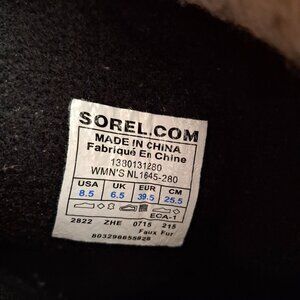 SOREL.COM
MADE IN CHINA
Fabriqué En Chine
1380131280
WMN'S NL1645-280
USA UK EUR CM
8.5 6.5 39.5 25.5
ECA-1
2822 ZHE 0715 215
Faux Fur
803298655828